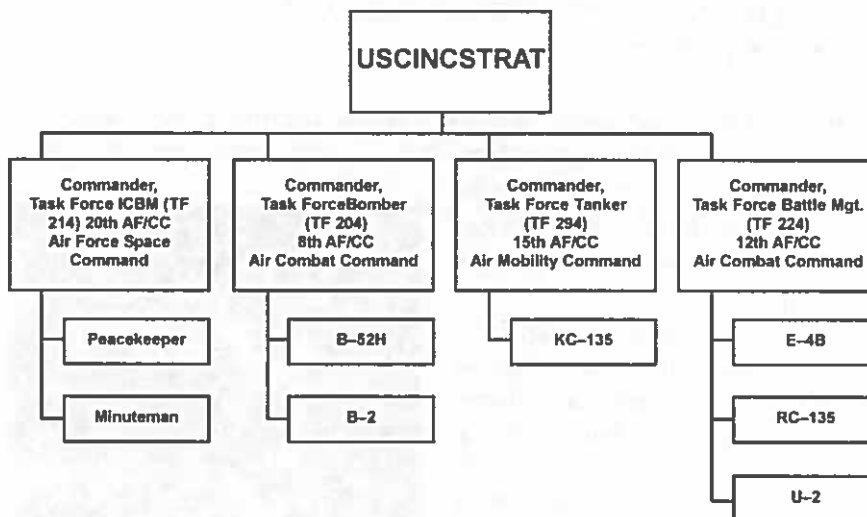 USCINCSTRAT
Commander,
Task Force ICBM (TF
214) 20th AF/CC
Air Force Space
Command
Commander,
Task ForceBomber
(TF 204)
8th AF/CC
Air Combat Command
Commander,
Task Force Tanker
(TF 294)
15th AF/CC
Air Mobility Command
Commander,
Task Force Battle Mgt.
(TF 224)
12th AF/CC
Air Combat Command
Peacekeeper
Minuteman
B–52H
B–2
KC–135
E–4B
RC–135
U–2